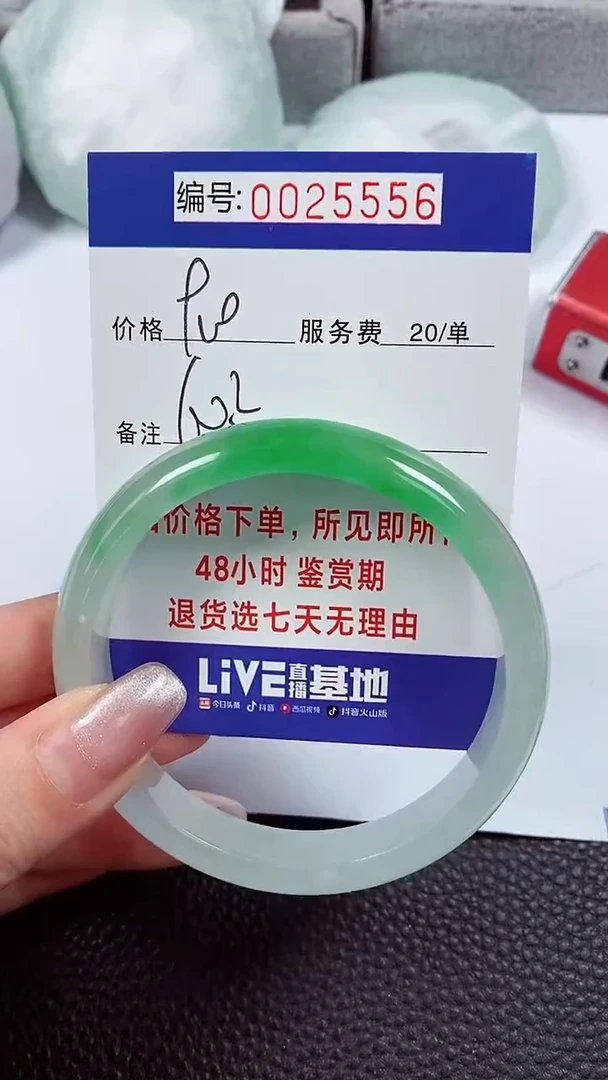 编号: 0025556
价格 服务费 20/单
备注
价格下单，所见即所
48小时 鉴赏期
退货选七天无理由
LiVE直播基地
今日头条 抖音 西瓜视频 抖音火山版